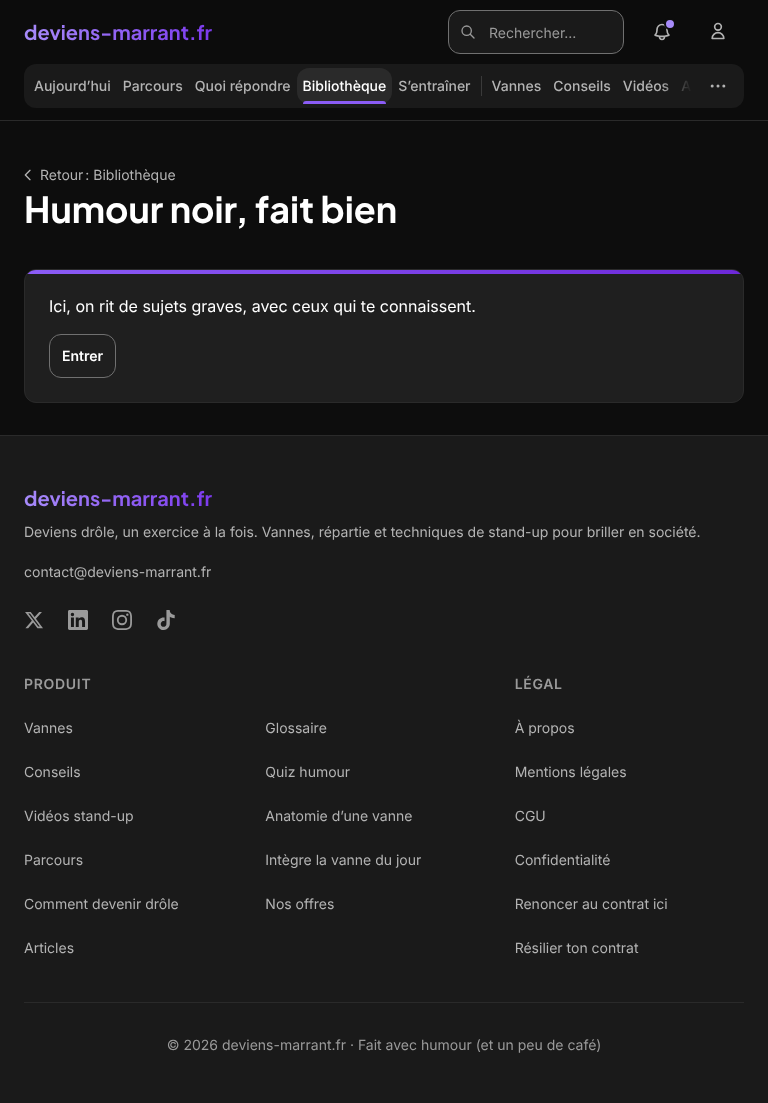 deviens-marrant.fr
Rechercher...
Aujourd’hui Parcours Quoi répondre Bibliothèque S’entraîner Vannes Conseils Vidéos
Retour : Bibliothèque
Humour noir, fait bien
Ici, on rit de sujets graves, avec ceux qui te connaissent.
Entrer
deviens-marrant.fr
Deviens drôle, un exercice à la fois. Vannes, répartie et techniques de stand-up pour briller en société.
contact@deviens-marrant.fr
PRODUIT
Vannes
Conseils
Vidéos stand-up
Parcours
Comment devenir drôle
Articles
Glossaire
Quiz humour
Anatomie d’une vanne
Intègre la vanne du jour
Nos offres
LÉGAL
À propos
Mentions légales
CGU
Confidentialité
Renoncer au contrat ici
Résilier ton contrat
© 2026 deviens-marrant.fr · Fait avec humour (et un peu de café)